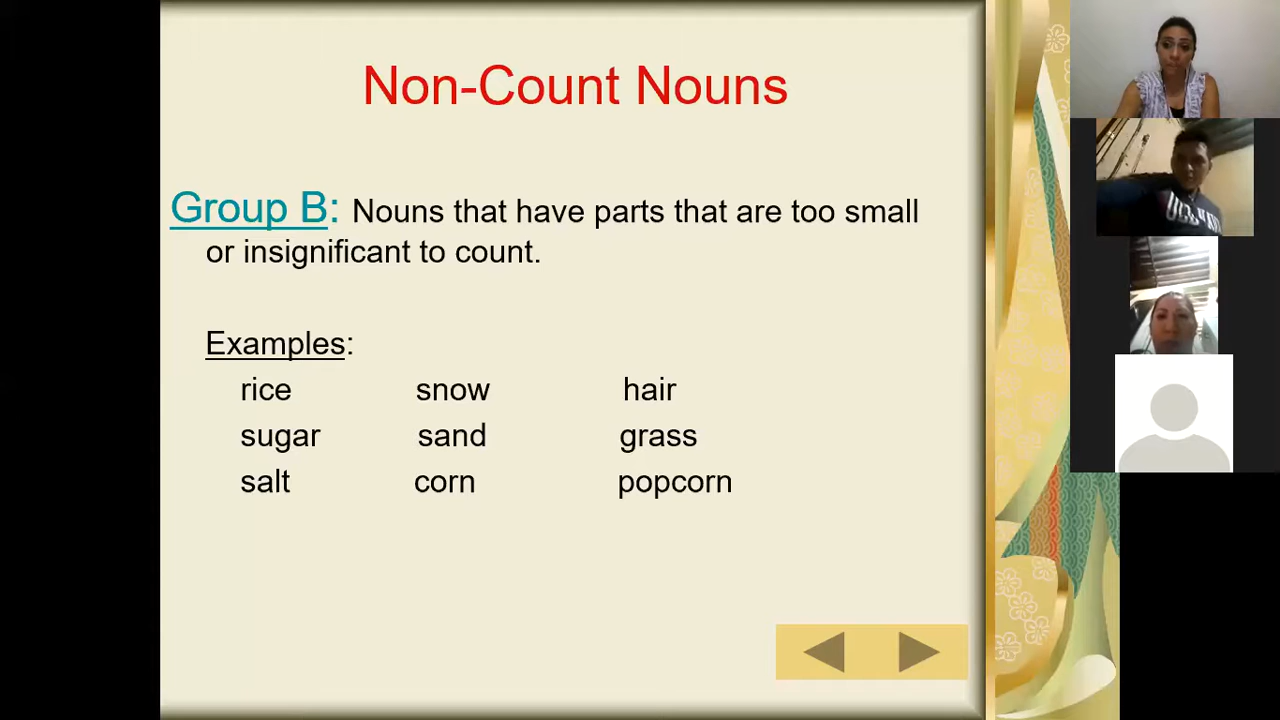 Non-Count Nouns
Group B: Nouns that have parts that are too small
or insignificant to count.
Examples:
rice snow hair
sugar sand grass
salt corn popcorn